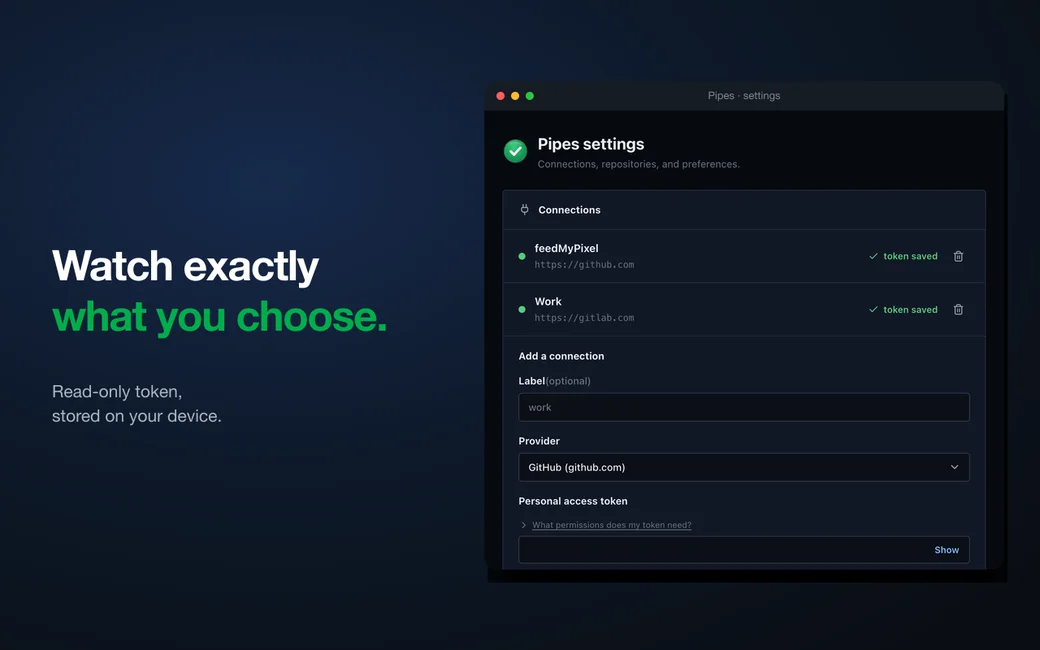 Watch exactly
what you choose.
Read-only token,
stored on your device.
Pipes · settings
Pipes settings
Connections, repositories, and preferences.
Connections
feedMyPixel
https://github.com
token saved
Work
https://gitlab.com
token saved
Add a connection
Label(optional)
work
Provider
GitHub (github.com)
Personal access token
What permissions does my token need?
Show